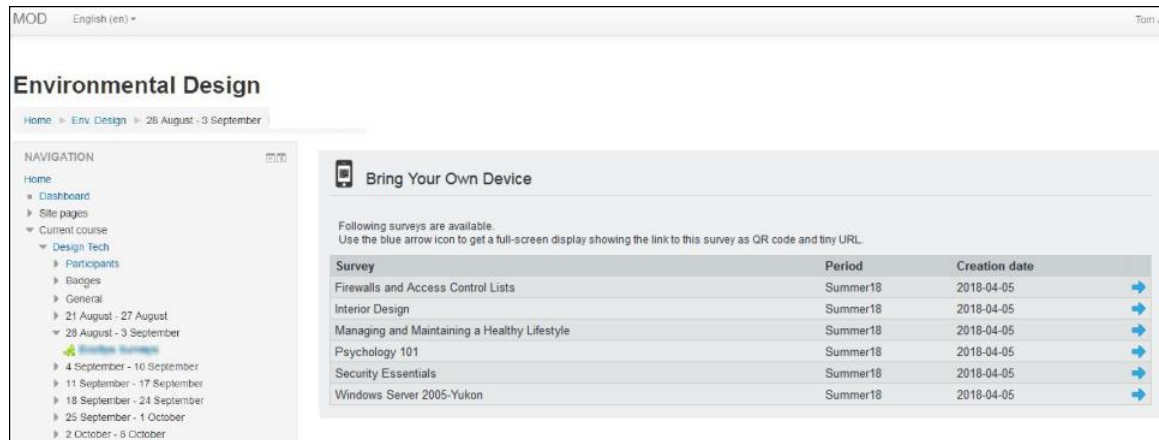 MOD English (en)
Tom
Environmental Design
Home Env. Design 28 August - 3 September
NAVIGATION
Home
Dashboard
Site pages
Current course
Design Tech
Participants
Badges
General
21 August - 27 August
28 August - 3 September
4 September - 10 September
11 September - 17 September
18 September - 24 September
25 September - 1 October
2 October - 8 October
Bring Your Own Device
Following surveys are available.
Use the blue arrow icon to get a full-screen display showing the link to this survey as QR code and tiny URL.
Survey Period Creation date
Firewalls and Access Control Lists Summer18 2018-04-05
Interior Design Summer18 2018-04-05
Managing and Maintaining a Healthy Lifestyle Summer18 2018-04-05
Psychology 101 Summer18 2018-04-05
Security Essentials Summer18 2018-04-05
Windows Server 2005-Yukon Summer18 2018-04-05